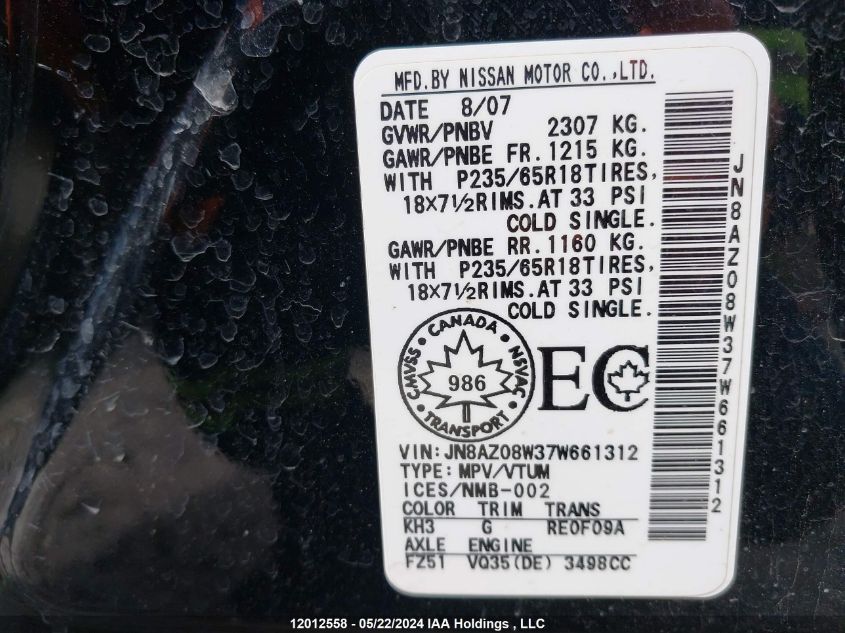 MFD.BY NISSAN MOTOR CO.,LTD.
DATE 8/07
GVWR/PNBV 2307 KG.
GAWR/PNBE FR. 1215 KG.
WITH P235/65R18TIRES,
18X7½RIMS.AT 33 PSI
COLD SINGLE.
GAWR/PNBE RR. 1160 KG.
WITH P235/65R18TIRES,
18X7½RIMS.AT 33 PSI
COLD SINGLE.
CANADA
CMVSS
NSVAC
986
TRANSPORT
EC
VIN:JN8AZ08W37W661312
TYPE:MPV/VTUM
ICES/NMB-002
COLOR TRIM TRANS
KH3 G RE0F09A
AXLE ENGINE
FZ51 VQ35(DE) 3498CC
JN8AZ08W37W661312
12012558 - 05/22/2024 IAA Holdings , LLC